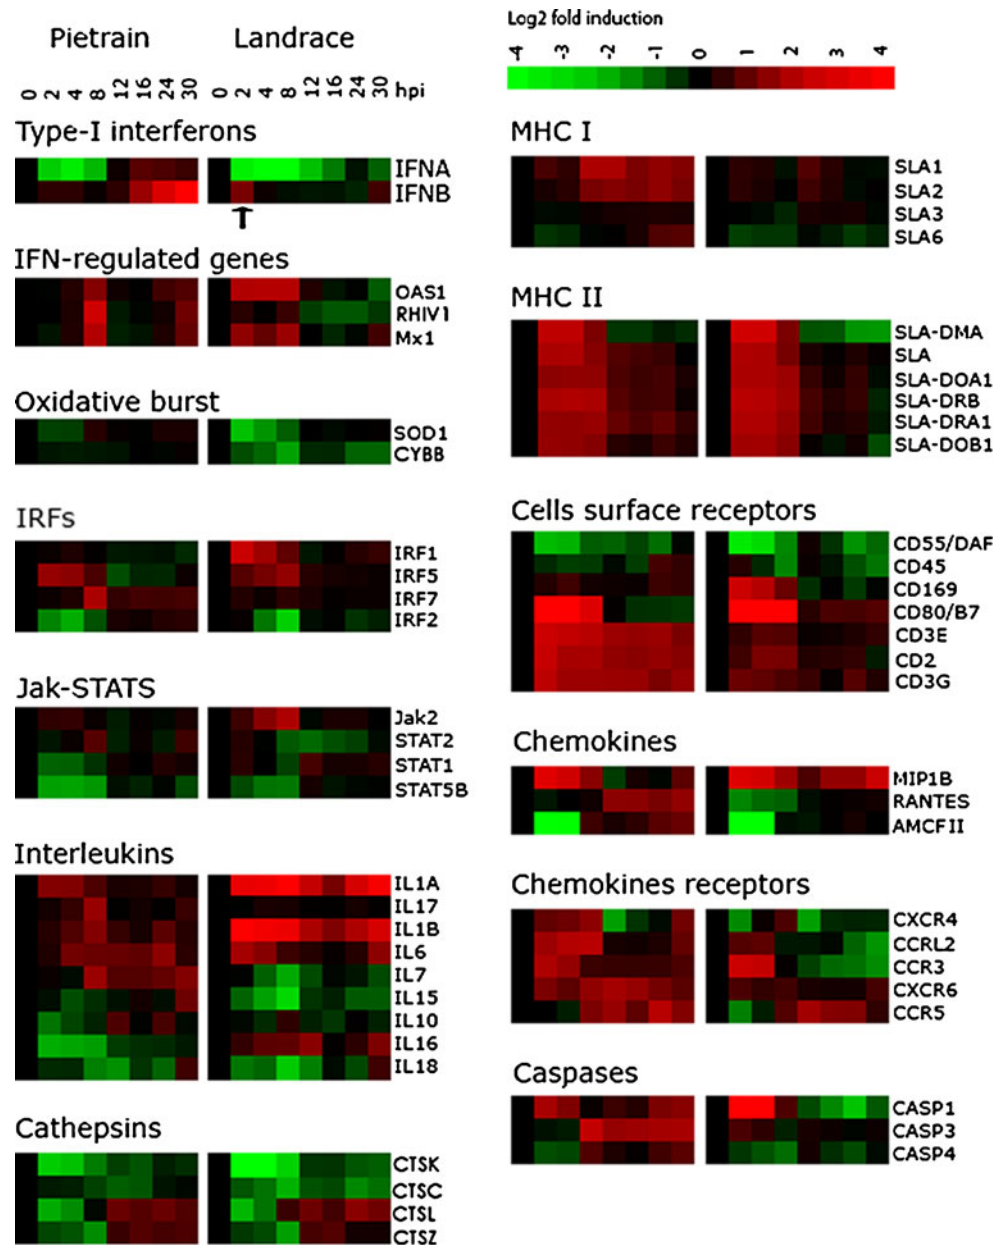 Pietrain Landrace
0 2 4 8 12 16 24 30 0 2 4 8 12 16 24 30 hpi
Type-I interferons
IFNA
IFNB
IFN-regulated genes
OAS1
RHIV1
Mx1
Oxidative burst
SOD1
CYBB
IRFs
IRF1
IRF5
IRF7
IRF2
Jak-STATS
Jak2
STAT2
STAT1
STAT5B
Interleukins
IL1A
IL17
IL1B
IL6
IL7
IL15
IL10
IL16
IL18
Cathepsins
CTSK
CTSC
CTSL
CTSZ
Log2 fold induction
-4 -3 -2 -1 0 1 2 3 4
MHC I
SLA1
SLA2
SLA3
SLA6
MHC II
SLA-DMA
SLA
SLA-DOA1
SLA-DRB
SLA-DRA1
SLA-DOB1
Cells surface receptors
CD55/DAF
CD45
CD169
CD80/B7
CD3E
CD2
CD3G
Chemokines
MIP1B
RANTES
AMCFII
Chemokines receptors
CXCR4
CCRL2
CCR3
CXCR6
CCR5
Caspases
CASP1
CASP3
CASP4